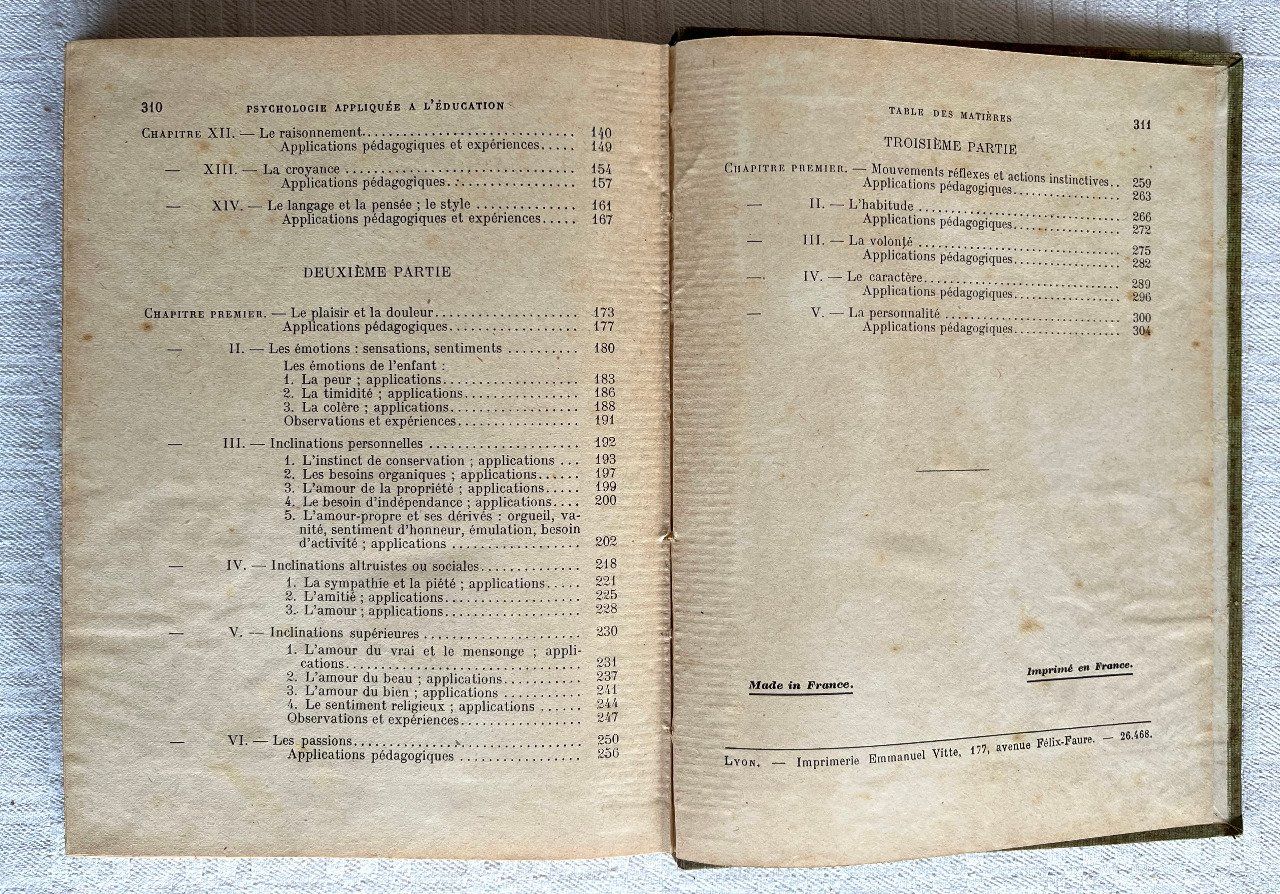 310 PSYCHOLOGIE APPLIQUÉE A L'ÉDUCATION
CHAPITRE XII. — Le raisonnement............................ 140
Applications pédagogiques et expériences..... 149
— XIII. — La croyance ............................... 154
Applications pédagogiques.................. 157
— XIV. — Le langage et la pensée ; le style .............. 161
Applications pédagogiques et expériences..... 167
DEUXIÈME PARTIE
CHAPITRE PREMIER. — Le plaisir et la douleur................... 173
Applications pédagogiques.................. 177
— II. — Les émotions : sensations, sentiments .......... 180
Les émotions de l'enfant :
1. La peur ; applications................... 183
2. La timidité ; applications................ 186
3. La colère ; applications.................. 188
Observations et expériences................. 191
— III. — Inclinations personnelles ..................... 192
1. L'instinct de conservation ; applications ... 193
2. Les besoins organiques ; applications...... 197
3. L'amour de la propriété ; applications..... 199
4. Le besoin d'indépendance ; applications.... 200
5. L'amour-propre et ses dérivés : orgueil, va-
nité, sentiment d'honneur, émulation, besoin
d'activité ; applications .................. 202
— IV. — Inclinations altruistes ou sociales.............. 218
1. La sympathie et la piété ; applications..... 221
2. L'amitié ; applications................... 225
3. L'amour ; applications................... 228
— V. — Inclinations supérieures ...................... 230
1. L'amour du vrai et le mensonge ; appli-
cations................................. 231
2. L'amour du beau ; applications........... 237
3. L'amour du bien ; applications ........... 241
4. Le sentiment religieux ; applications ...... 244
Observations et expériences................. 247
— VI. — Les passions................................ 250
Applications pédagogiques ................. 256
TABLE DES MATIÈRES 311
TROISIÈME PARTIE
CHAPITRE PREMIER. — Mouvements réflexes et actions instinctives.. 259
Applications pédagogiques............... 263
— II. — L'habitude ............................ 266
Applications pédagogiques............... 272
— III. — La volonté ............................ 275
Applications pédagogiques............... 282
— IV. — Le caractère........................... 289
Applications pédagogiques............... 296
— V. — La personnalité ........................ 300
Applications pédagogiques............... 304
Made in France.
Imprimé en France.
LYON. — Imprimerie Emmanuel Vitte, 177, avenue Félix-Faure. — 26.468.